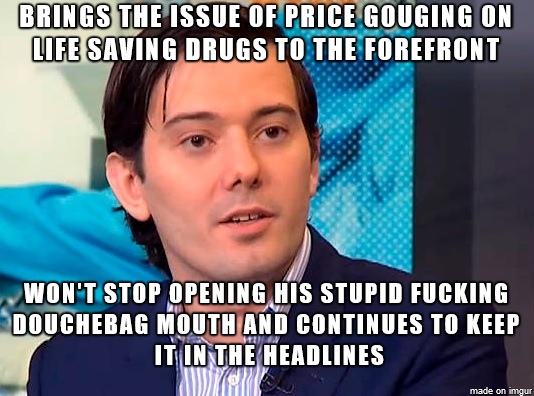 BRINGS THE ISSUE OF PRICE GOUGING ON
LIFE SAVING DRUGS TO THE FOREFRONT
WON'T STOP OPENING HIS STUPID FUCKING
DOUCHEBAG MOUTH AND CONTINUES TO KEEP
IT IN THE HEADLINES
made on imgur